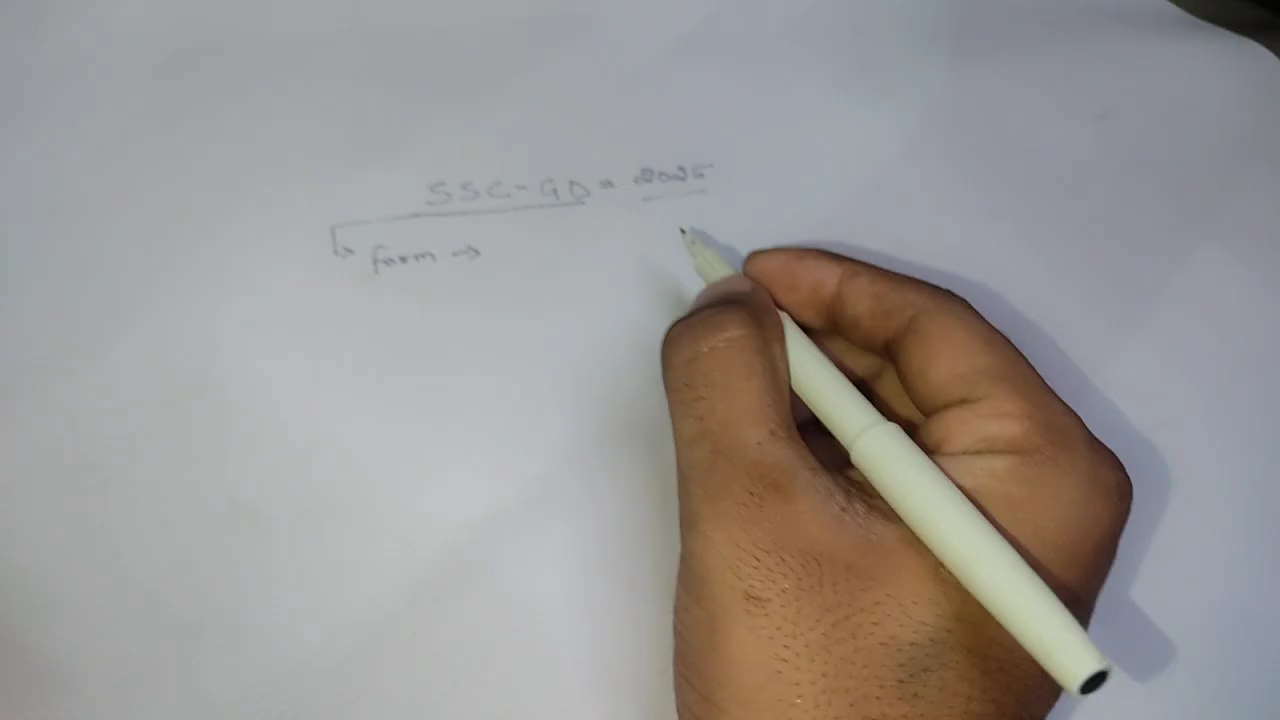 SSC-GD = 2025
form →